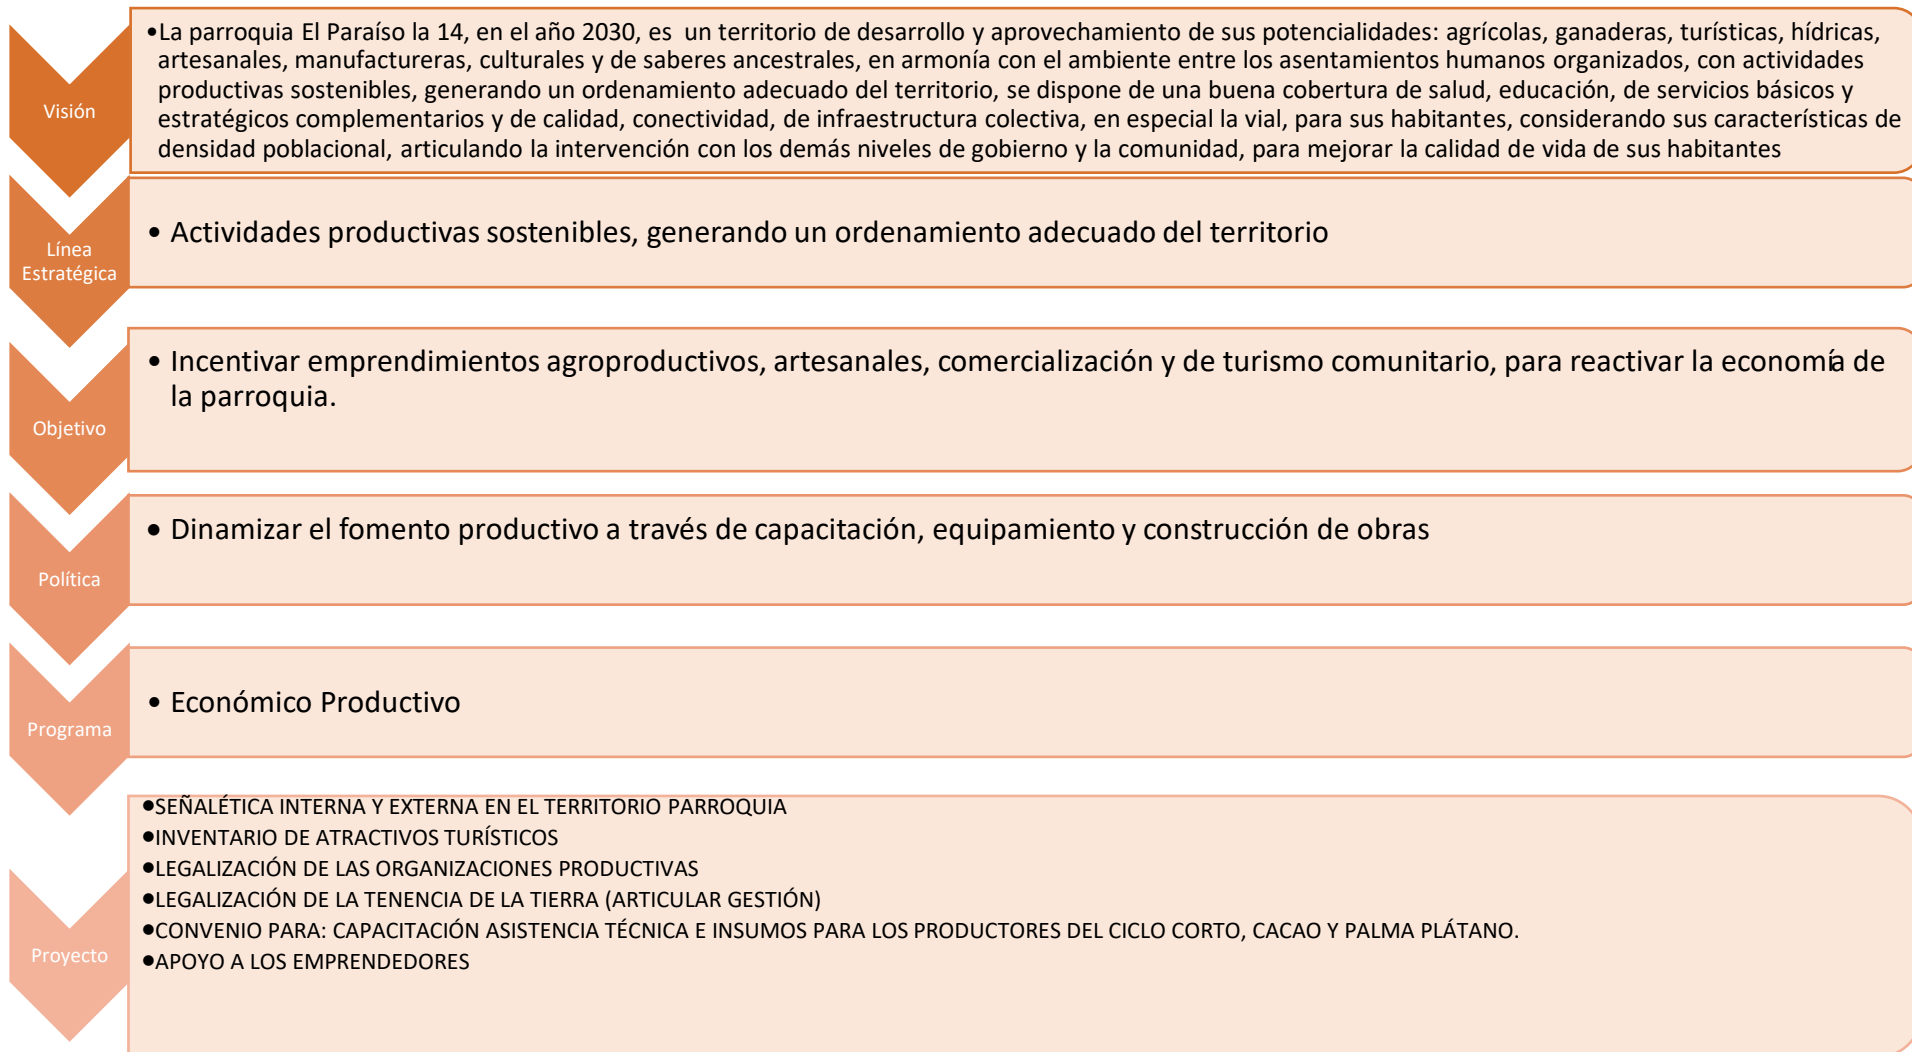 Visión
•La parroquia El Paraíso la 14, en el año 2030, es un territorio de desarrollo y aprovechamiento de sus potencialidades: agrícolas, ganaderas, turísticas, hídricas,
artesanales, manufactureras, culturales y de saberes ancestrales, en armonía con el ambiente entre los asentamientos humanos organizados, con actividades
productivas sostenibles, generando un ordenamiento adecuado del territorio, se dispone de una buena cobertura de salud, educación, de servicios básicos y
estratégicos complementarios y de calidad, conectividad, de infraestructura colectiva, en especial la vial, para sus habitantes, considerando sus características de
densidad poblacional, articulando la intervención con los demás niveles de gobierno y la comunidad, para mejorar la calidad de vida de sus habitantes
Línea
Estratégica
• Actividades productivas sostenibles, generando un ordenamiento adecuado del territorio
Objetivo
• Incentivar emprendimientos agroproductivos, artesanales, comercialización y de turismo comunitario, para reactivar la economía de
la parroquia.
Política
• Dinamizar el fomento productivo a través de capacitación, equipamiento y construcción de obras
Programa
• Económico Productivo
Proyecto
•SEÑALÉTICA INTERNA Y EXTERNA EN EL TERRITORIO PARROQUIA
•INVENTARIO DE ATRACTIVOS TURÍSTICOS
•LEGALIZACIÓN DE LAS ORGANIZACIONES PRODUCTIVAS
•LEGALIZACIÓN DE LA TENENCIA DE LA TIERRA (ARTICULAR GESTIÓN)
•CONVENIO PARA: CAPACITACIÓN ASISTENCIA TÉCNICA E INSUMOS PARA LOS PRODUCTORES DEL CICLO CORTO, CACAO Y PALMA PLÁTANO.
•APOYO A LOS EMPRENDEDORES